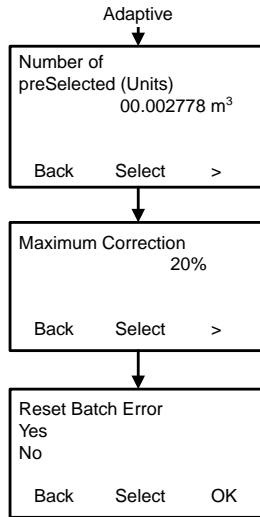 Adaptive
Number of
preSelected (Units)
00.002778 m³
Back Select >
Maximum Correction
20%
Back Select >
Reset Batch Error
Yes
No
Back Select OK